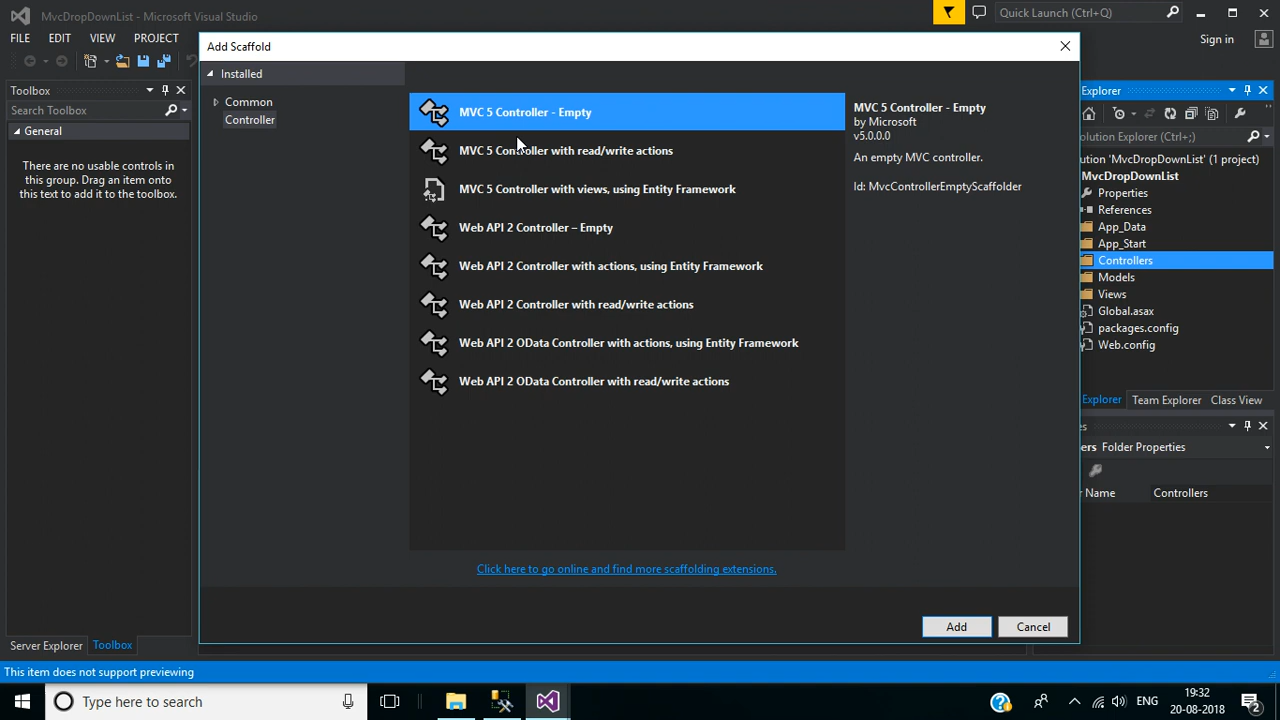 MvcDropDownList - Microsoft Visual Studio
Quick Launch (Ctrl+Q)
FILE EDIT VIEW PROJECT
Sign in
Add Scaffold
Toolbox
Search Toolbox
General
There are no usable controls in
this group. Drag an item onto
this text to add it to the toolbox.
Server Explorer Toolbox
Installed
Common
Controller
MVC 5 Controller - Empty
MVC 5 Controller with read/write actions
MVC 5 Controller with views, using Entity Framework
Web API 2 Controller – Empty
Web API 2 Controller with actions, using Entity Framework
Web API 2 Controller with read/write actions
Web API 2 OData Controller with actions, using Entity Framework
Web API 2 OData Controller with read/write actions
Click here to go online and find more scaffolding extensions.
MVC 5 Controller - Empty
by Microsoft
v5.0.0.0
An empty MVC controller.
Id: MvcControllerEmptyScaffolder
Add Cancel
Explorer
olution Explorer (Ctrl+;)
ution 'MvcDropDownList' (1 project)
MvcDropDownList
Properties
References
App_Data
App_Start
Controllers
Models
Views
Global.asax
packages.config
Web.config
Explorer Team Explorer Class View
es
ers Folder Properties
r Name Controllers
This item does not support previewing
Type here to search
ENG
19:32
20-08-2018
2